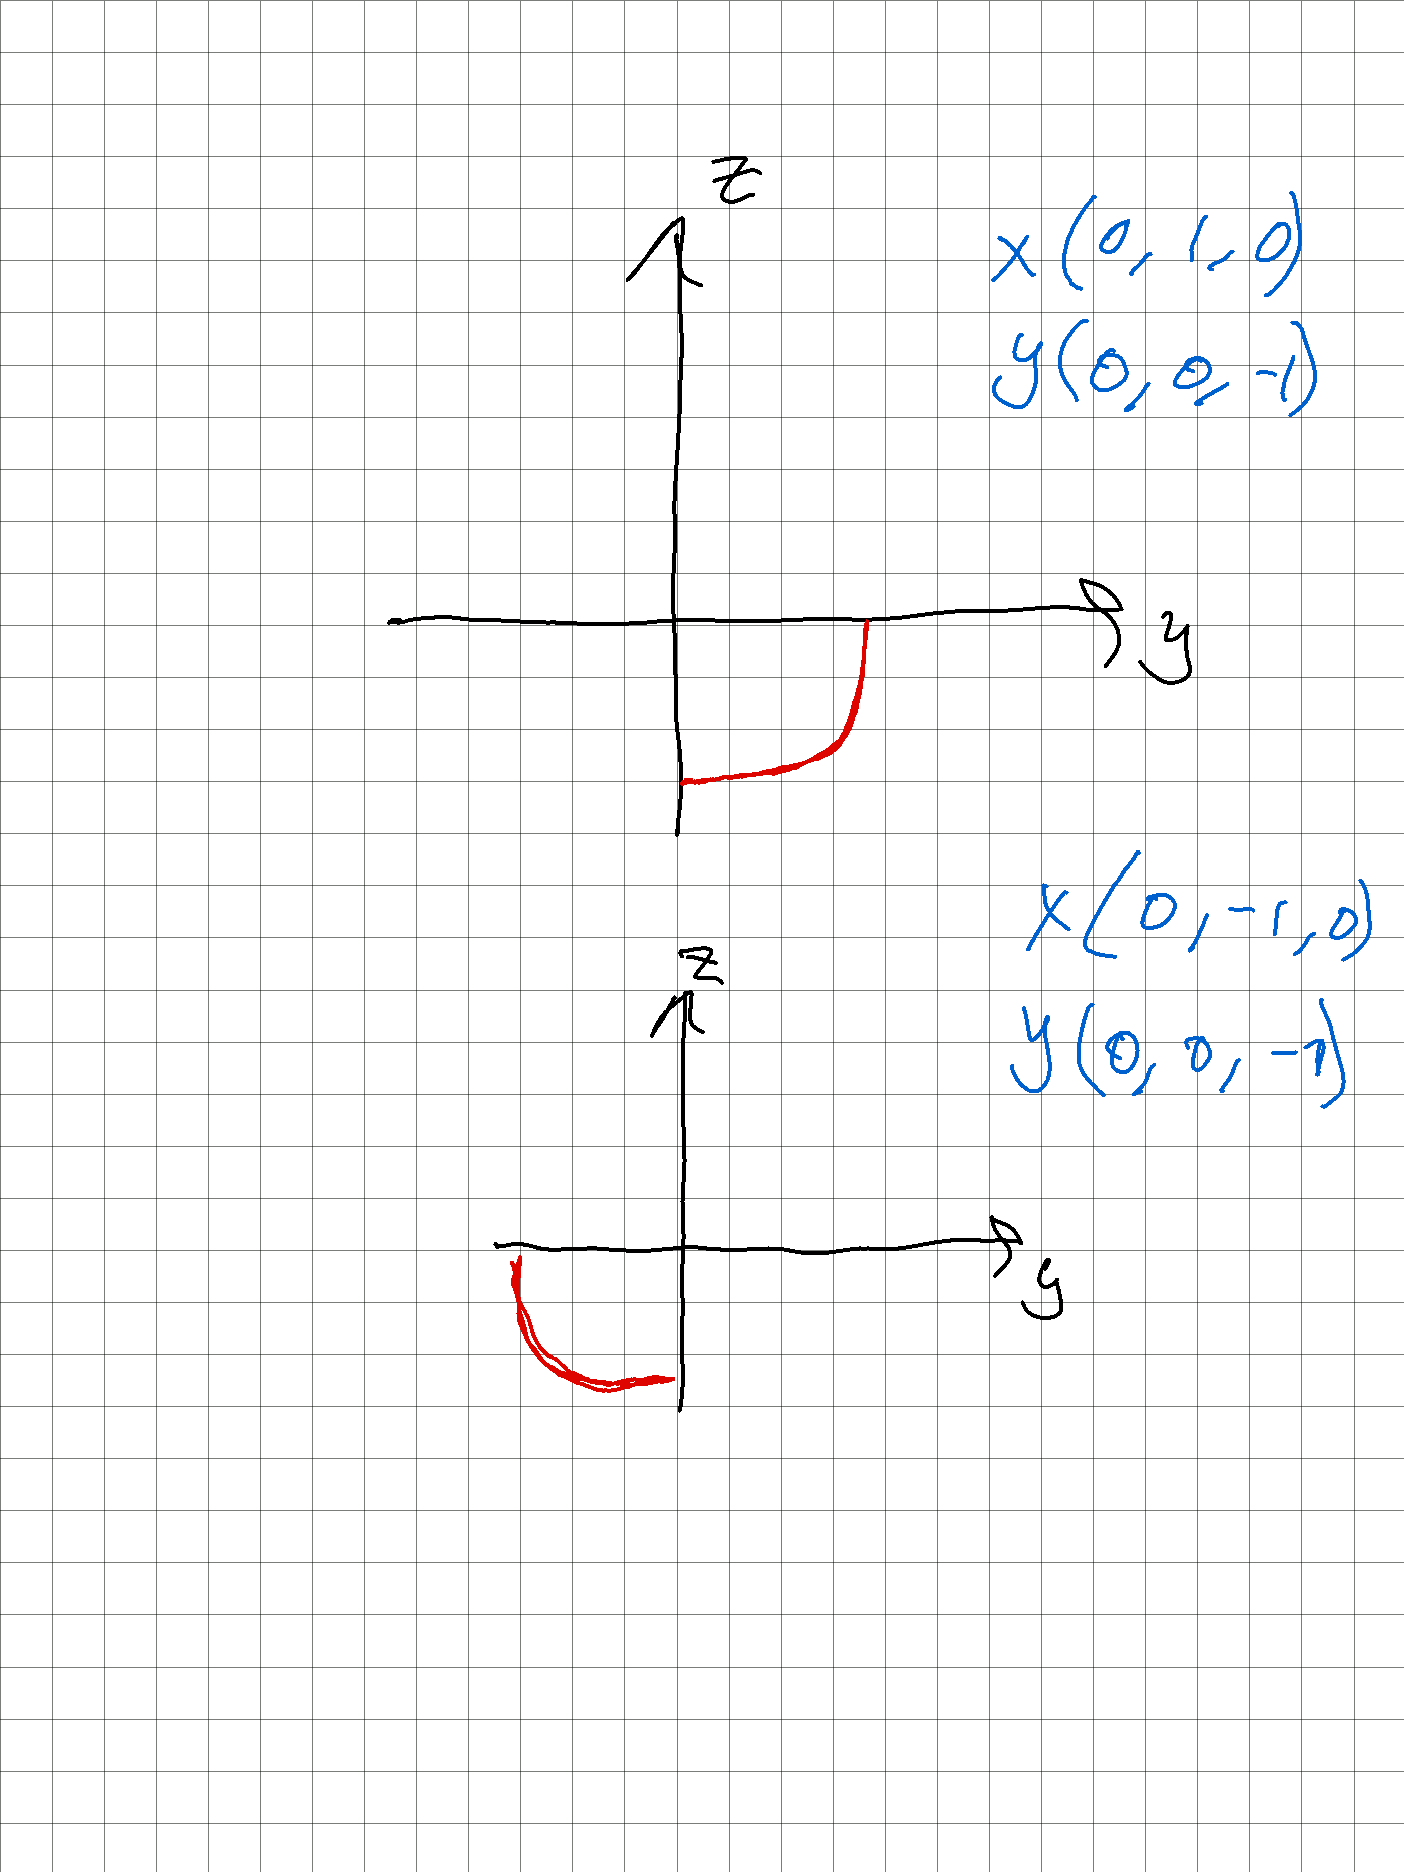 z
x(0, 1, 0)
y(0, 0, -1)
y
x(0, -1, 0)
z
y(0, 0, -1)
y